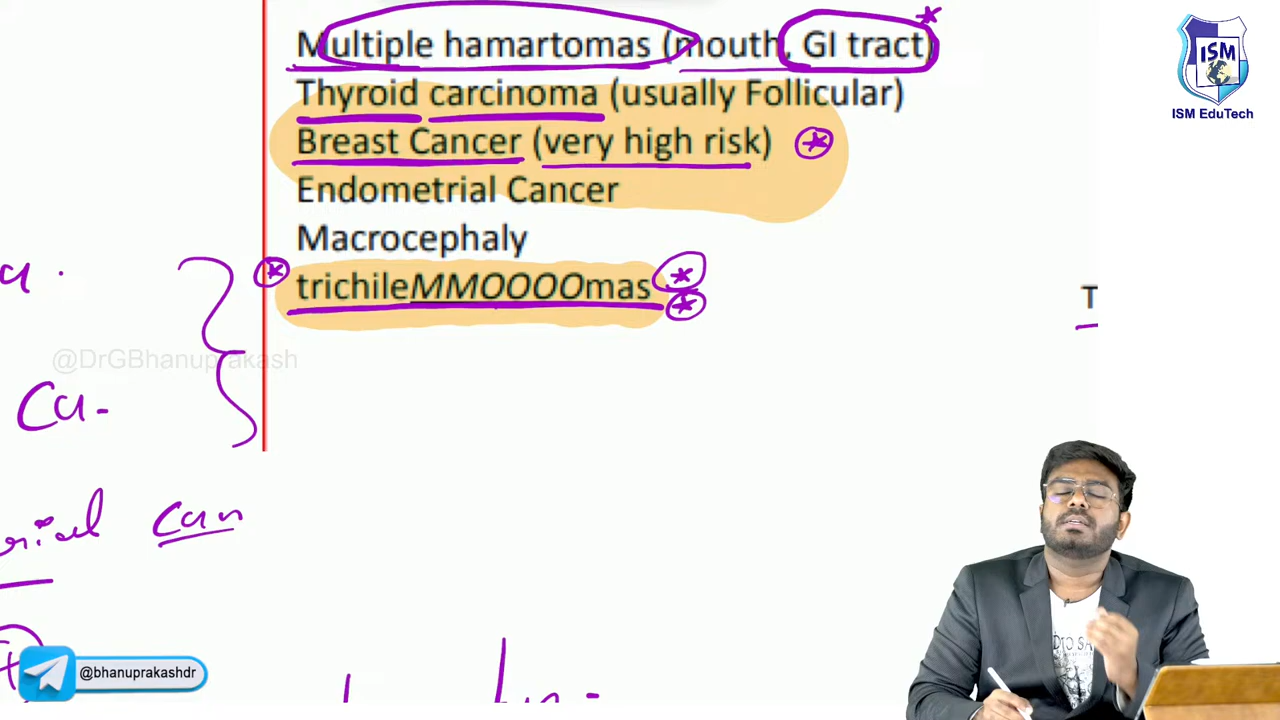 Multiple hamartomas (mouth, GI tract)
Thyroid carcinoma (usually Follicular)
Breast Cancer (very high risk)
Endometrial Cancer
Macrocephaly
trichileMMOOOOmas
ISM
ISM EduTech
T
@DrGBhanuprakash
Ca.
can
@bhanuprakashdr